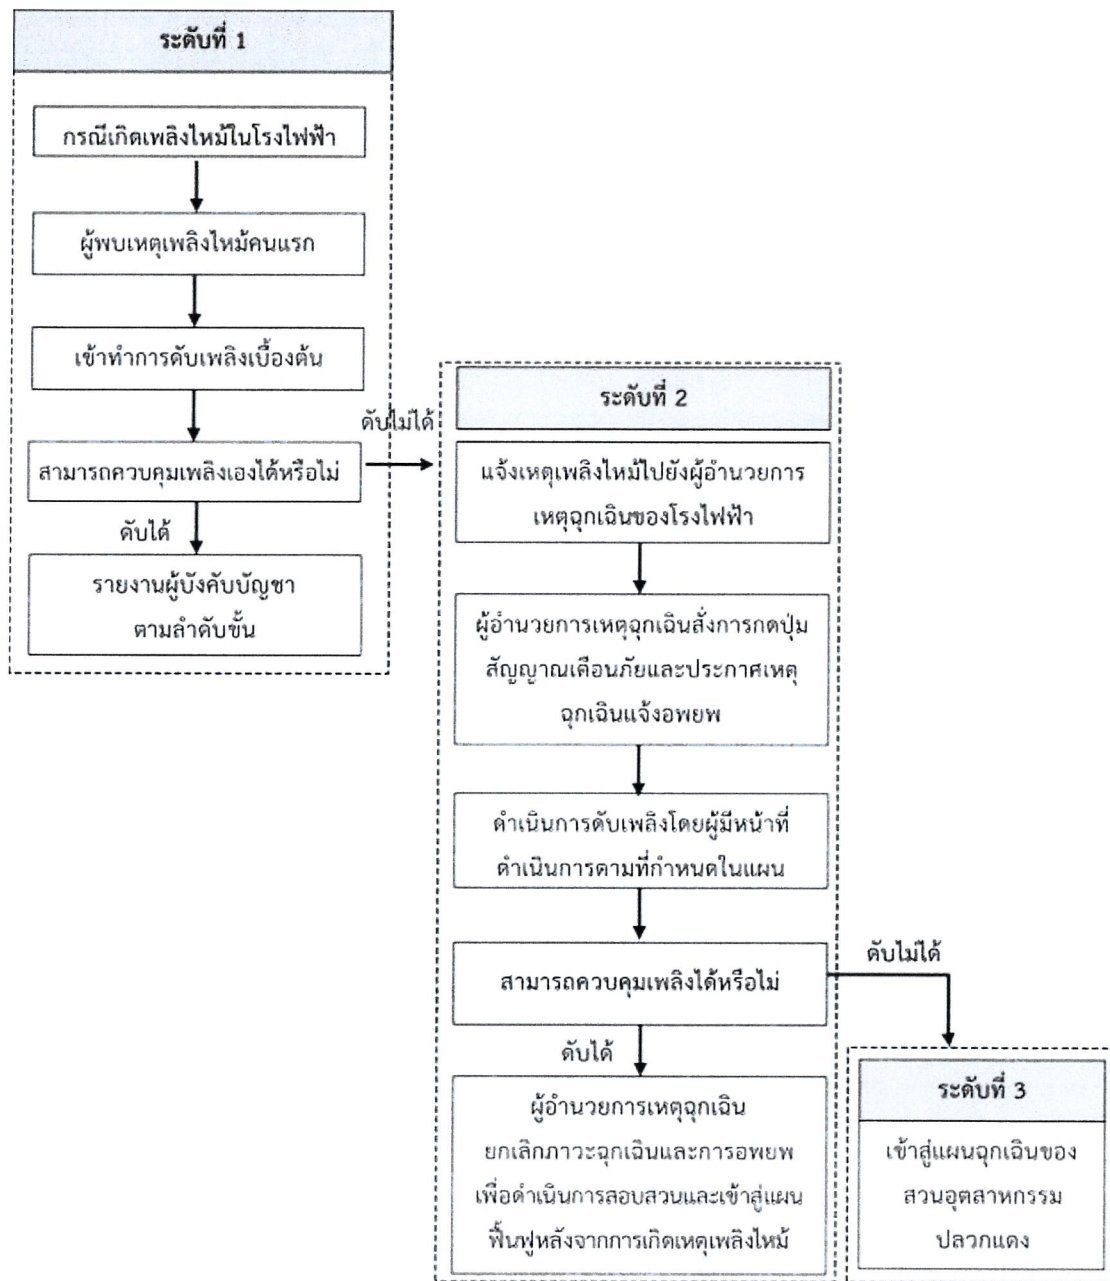 ระดับที่ 1
กรณีเกิดเพลิงไหม้ในโรงไฟฟ้า
ผู้พบเหตุเพลิงไหม้คนแรก
เข้าทำการดับเพลิงเบื้องต้น
สามารถควบคุมเพลิงเองได้หรือไม่
ดับไม่ได้
ดับได้
รายงานผู้บังคับบัญชา
ตามลำดับขั้น
ระดับที่ 2
แจ้งเหตุเพลิงไหม้ไปยังผู้อำนวยการ
เหตุฉุกเฉินของโรงไฟฟ้า
ผู้อำนวยการเหตุฉุกเฉินสั่งการกดปุ่ม
สัญญาณเตือนภัยและประกาศเหตุ
ฉุกเฉินแจ้งอพยพ
ดำเนินการดับเพลิงโดยผู้มีหน้าที่
ดำเนินการตามที่กำหนดในแผน
สามารถควบคุมเพลิงได้หรือไม่
ดับไม่ได้
ดับได้
ผู้อำนวยการเหตุฉุกเฉิน
ยกเลิกภาวะฉุกเฉินและการอพยพ
เพื่อดำเนินการสอบสวนและเข้าสู่แผน
ฟื้นฟูหลังจากการเกิดเหตุเพลิงไหม้
ระดับที่ 3
เข้าสู่แผนฉุกเฉินของ
สวนอุตสาหกรรม
ปลวกแดง